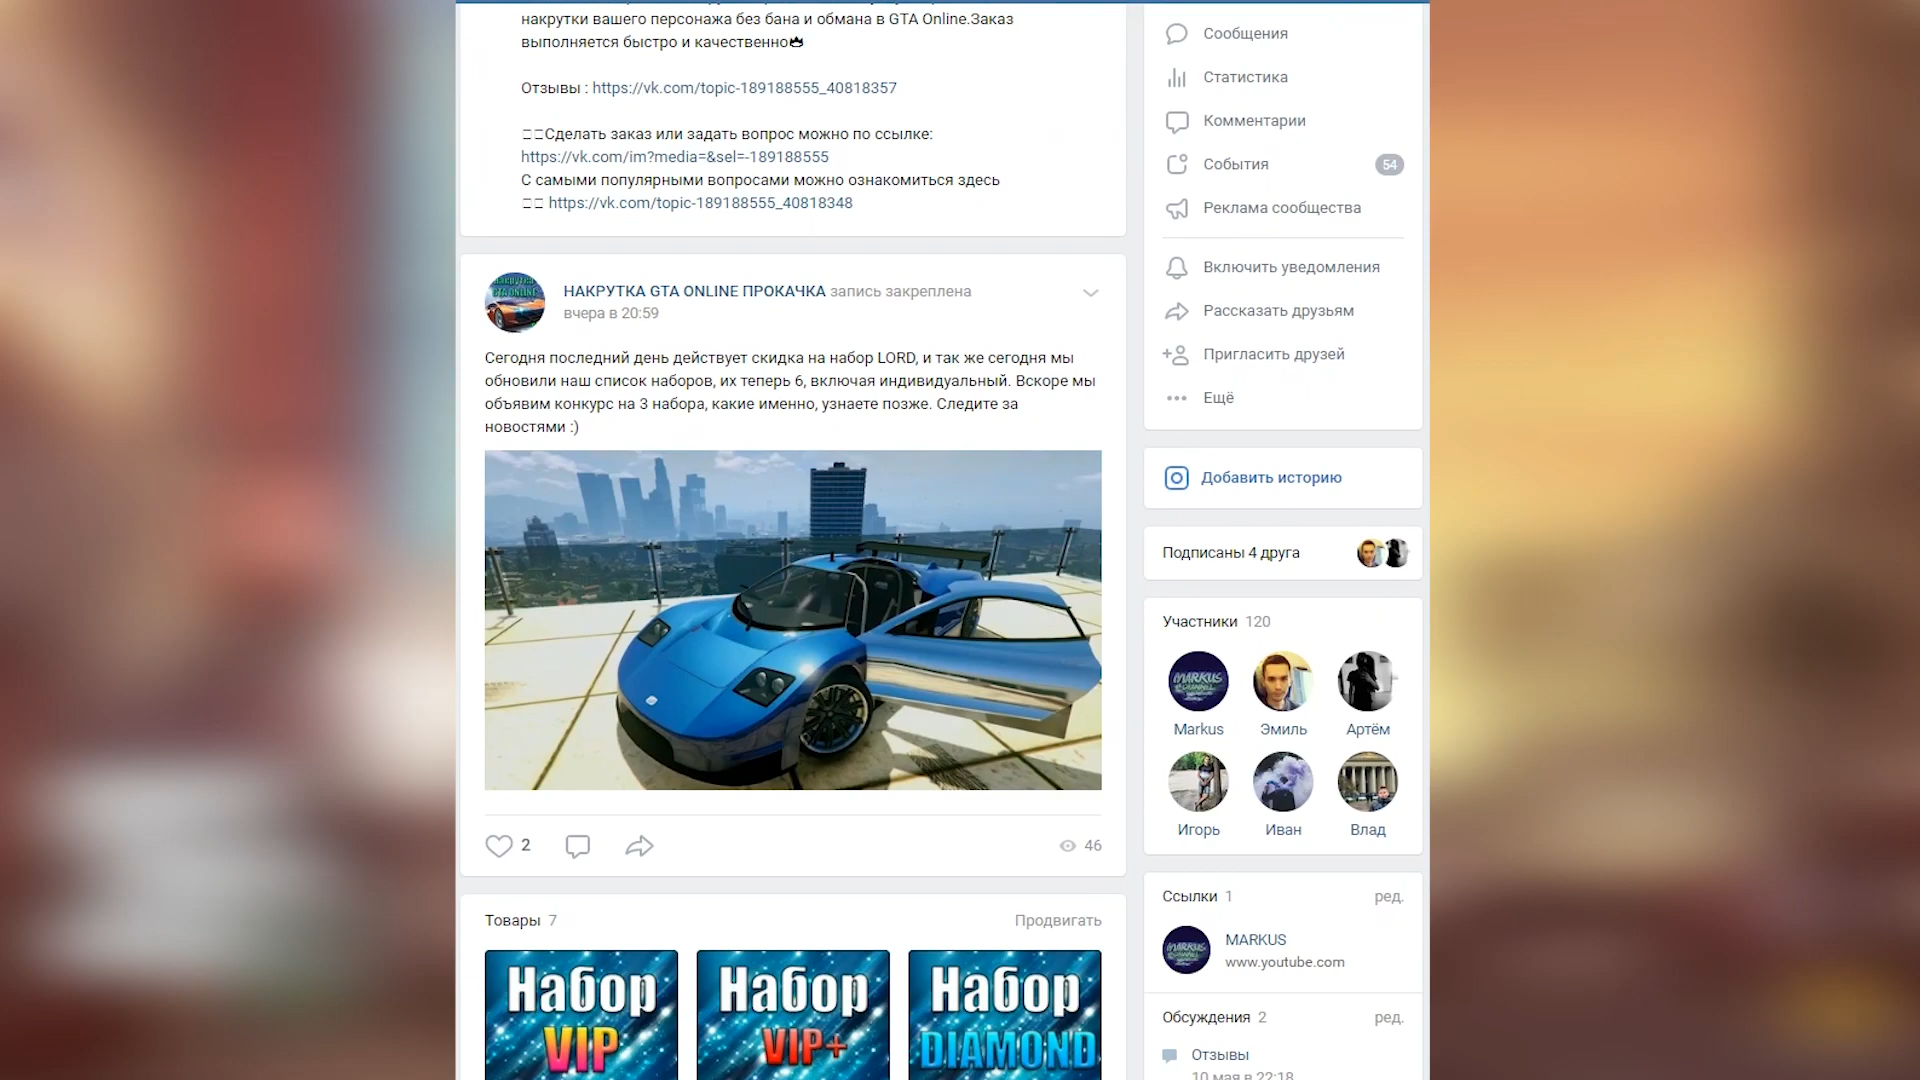 накрутки вашего персонажа без бана и обмана в GTA Online.Заказ
выполняется быстро и качественно
Отзывы : https://vk.com/topic-189188555_40818357
Сделать заказ или задать вопрос можно по ссылке:
https://vk.com/im?media=&sel=-189188555
С самыми популярными вопросами можно ознакомиться здесь
https://vk.com/topic-189188555_40818348
НАКРУТКА GTA ONLINE ПРОКАЧКА запись закреплена
вчера в 20:59
Сегодня последний день действует скидка на набор LORD, и так же сегодня мы
обновили наш список наборов, их теперь 6, включая индивидуальный. Вскоре мы
объявим конкурс на 3 набора, какие именно, узнаете позже. Следите за
новостями :)
2
46
Товары 7
Продвигать
Набор
VIP
Набор
VIP+
Набор
DIAMOND
Сообщения
Статистика
Комментарии
События 54
Реклама сообщества
Включить уведомления
Рассказать друзьям
Пригласить друзей
Ещё
Добавить историю
Подписаны 4 друга
Участники 120
MARKUS
CHANNEL
Markus
Эмиль
Артём
Игорь
Иван
Влад
Ссылки 1
ред.
MARKUS
www.youtube.com
Обсуждения 2
ред.
Отзывы
10 мая в 22:18